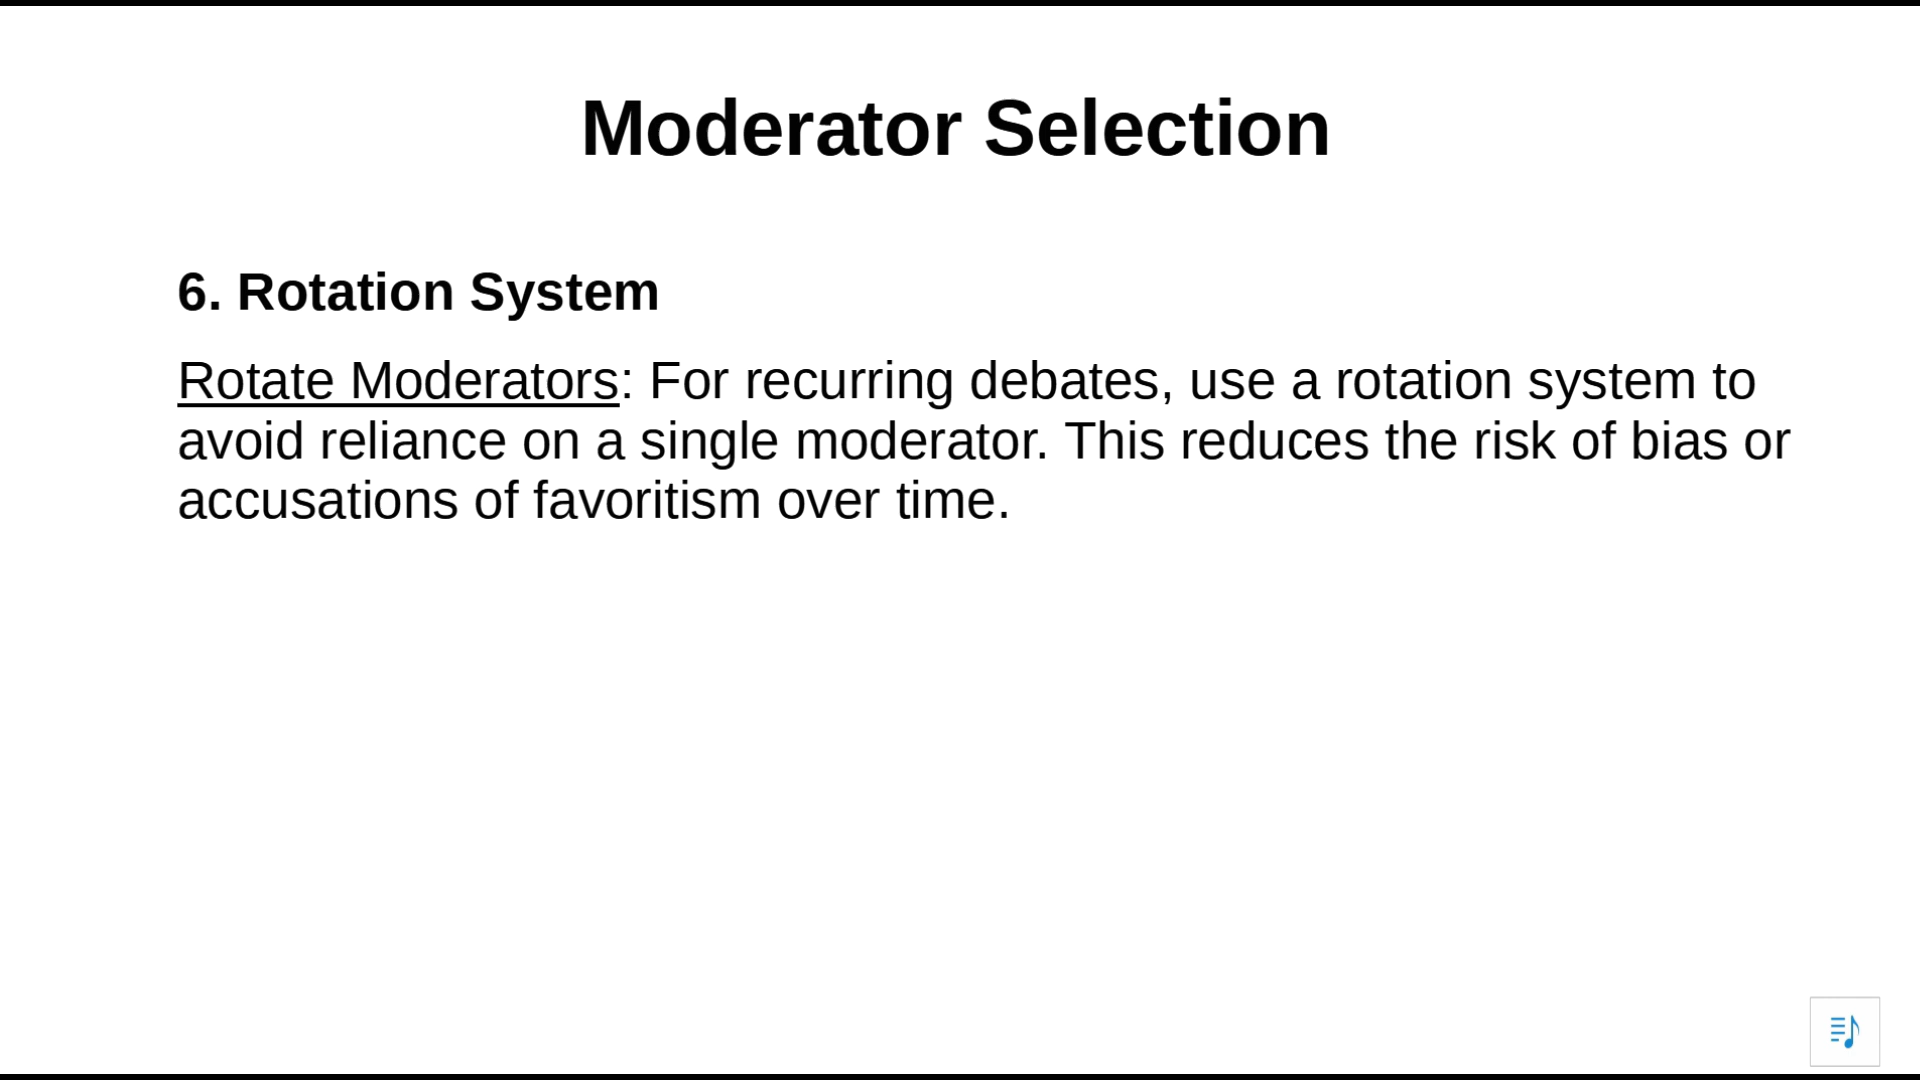 Moderator Selection
6. Rotation System
Rotate Moderators: For recurring debates, use a rotation system to
avoid reliance on a single moderator. This reduces the risk of bias or
accusations of favoritism over time.